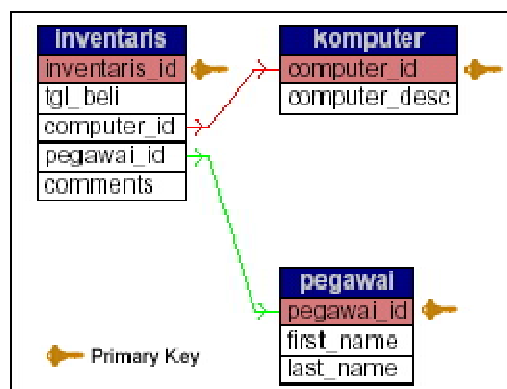 inventaris
inventaris_id
tgl_beli
computer_id
pegawai_id
comments
komputer
computer_id
computer_desc
pegawai
pegawai_id
first_name
last_name
Primary Key